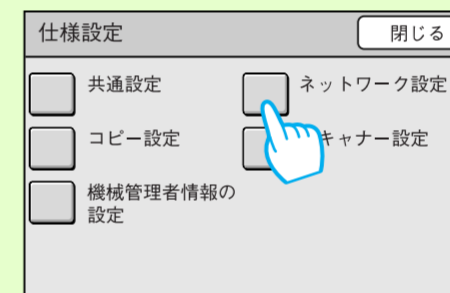 仕様設定
閉じる
共通設定
ネットワーク設定
コピー設定
キャナー設定
機械管理者情報の
設定